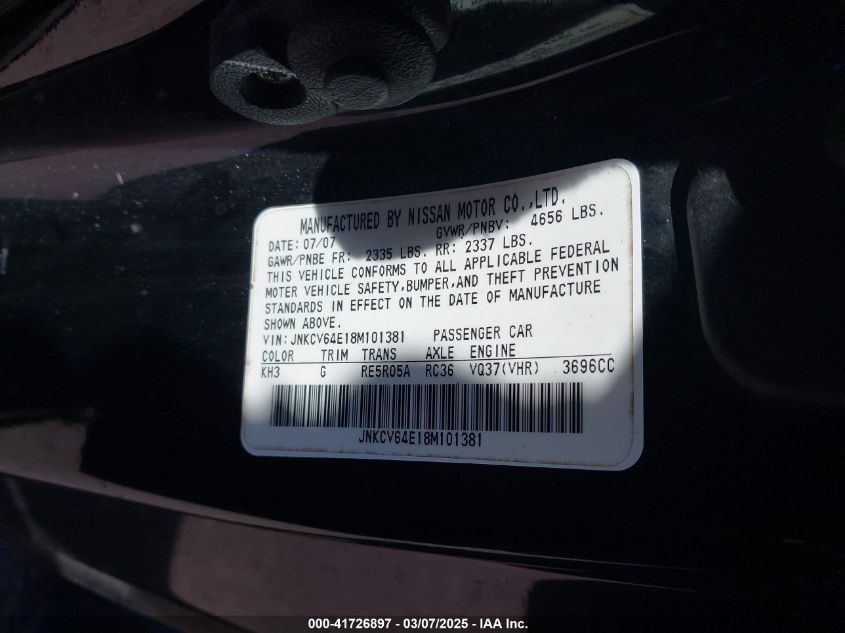 MANUFACTURED BY NISSAN MOTOR CO.,LTD.
DATE: 07/07 GVWR/PNBV: 4656 LBS.
GAWR/PNBE FR: 2335 LBS. RR: 2337 LBS.
THIS VEHICLE CONFORMS TO ALL APPLICABLE FEDERAL
MOTER VEHICLE SAFETY,BUMPER,AND THEFT PREVENTION
STANDARDS IN EFFECT ON THE DATE OF MANUFACTURE
SHOWN ABOVE.
VIN:JNKCV64E18M101381 PASSENGER CAR
COLOR TRIM TRANS AXLE ENGINE
KH3 G RE5R05A RC36 VQ37(VHR) 3696CC
JNKCV64E18M101381
000-41726897 - 03/07/2025 - IAA Inc.